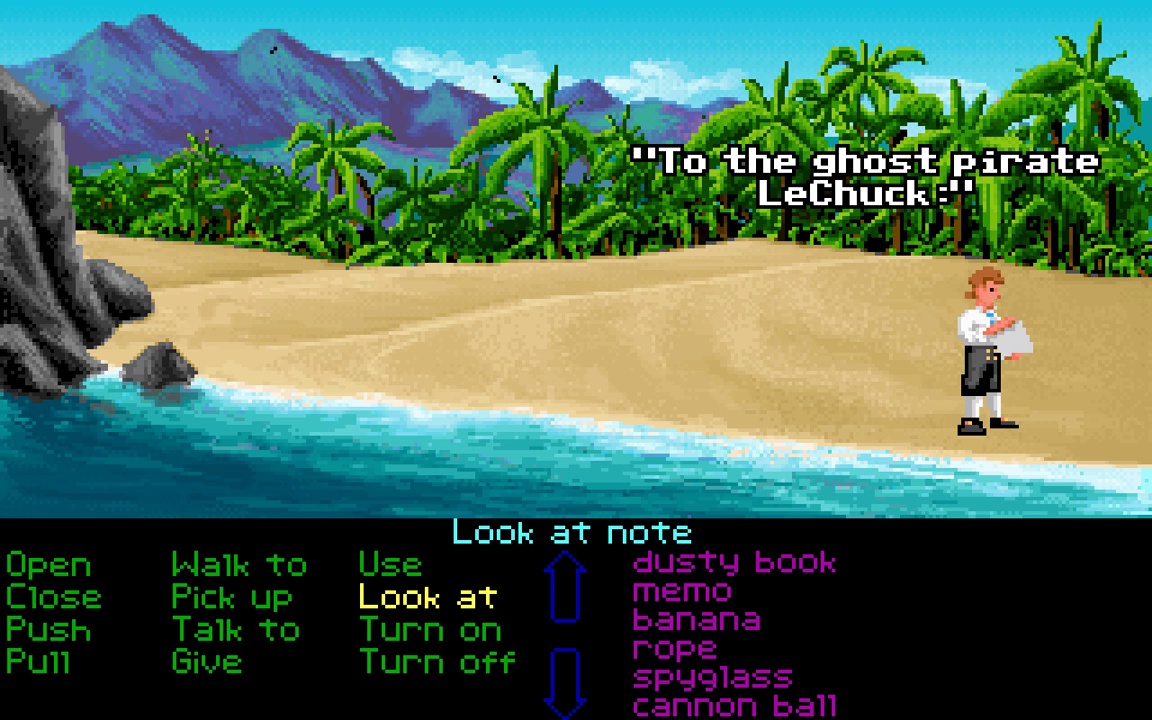 "To the ghost pirate
LeChuck:"
Look at note
Open Walk to Use
Close Pick up Look at
Push Talk to Turn on
Pull Give Turn off
dusty book
memo
banana
rope
spyglass
cannon ball